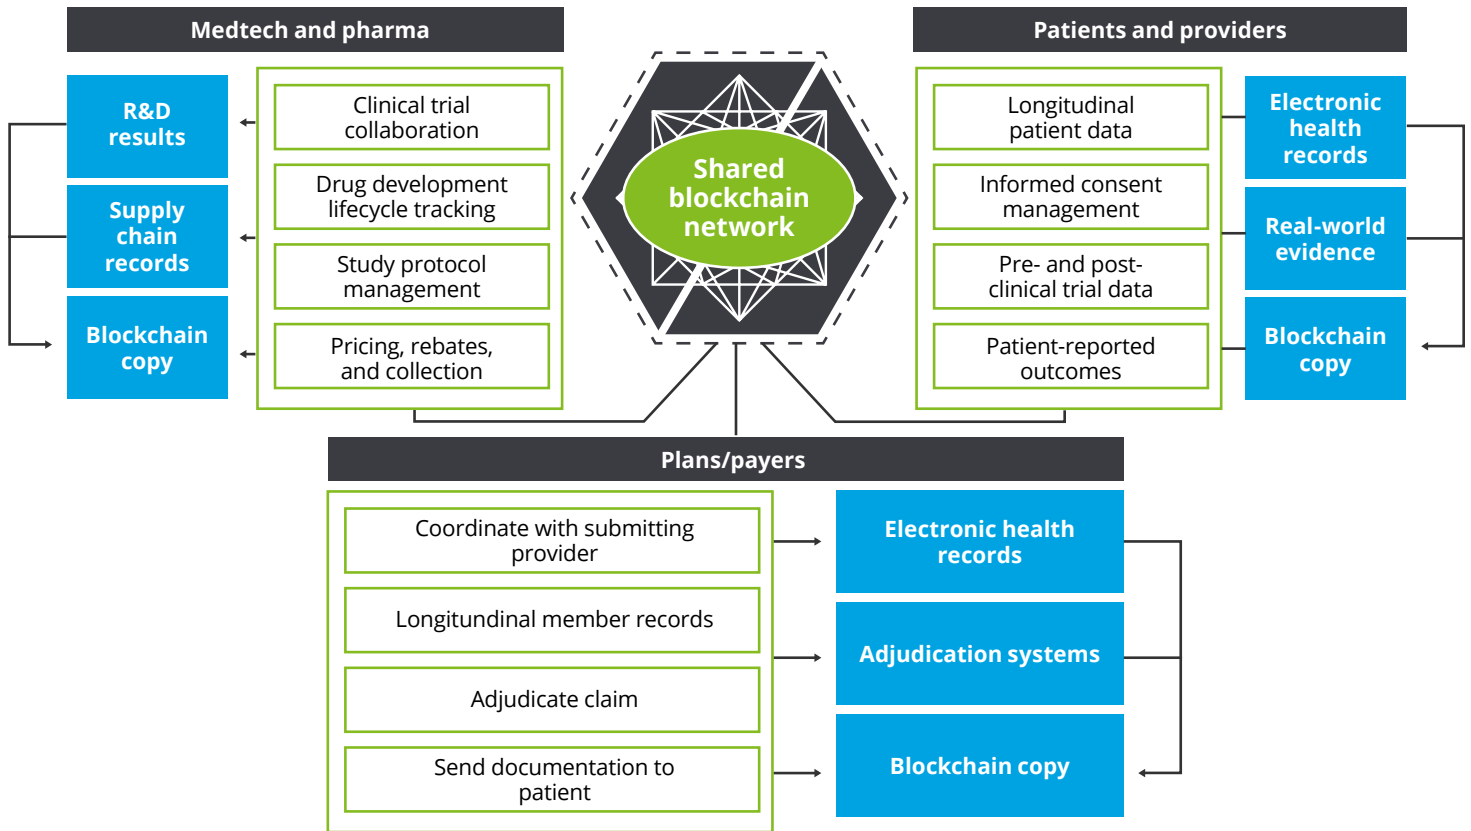 Medtech and pharma
R&D
results
Supply
chain
records
Blockchain
copy
Clinical trial
collaboration
Drug development
lifecycle tracking
Study protocol
management
Pricing, rebates,
and collection
Shared
blockchain
network
Patients and providers
Longitudinal
patient data
Informed consent
management
Pre- and post-
clinical trial data
Patient-reported
outcomes
Electronic
health
records
Real-world
evidence
Blockchain
copy
Plans/payers
Coordinate with submitting
provider
Longitundinal member records
Adjudicate claim
Send documentation to
patient
Electronic health
records
Adjudication systems
Blockchain copy